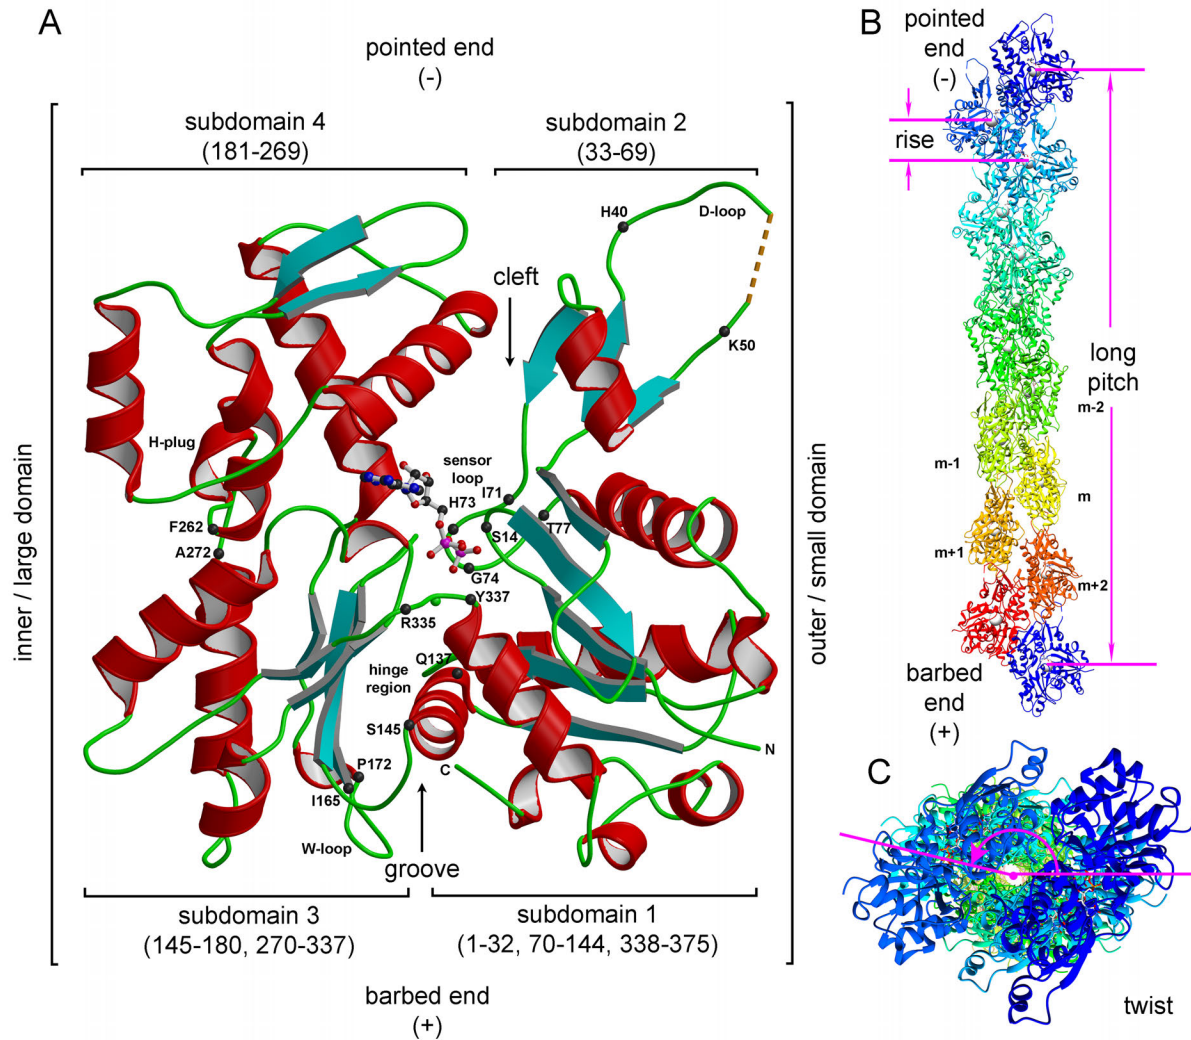 A
pointed end
(-)
subdomain 4
(181-269)
subdomain 2
(33-69)
H40
D-loop
cleft
K50
H-plug
sensor
loop
I71
H73
T77
S14
F262
A272
G74
Y337
R335
hinge
region
Q137
S145
C
N
P172
I165
W-loop
groove
subdomain 3
(145-180, 270-337)
subdomain 1
(1-32, 70-144, 338-375)
barbed end
(+)
inner / large domain
outer / small domain
B
pointed
end
(-)
rise
long
pitch
m-2
m-1
m
m+1
m+2
barbed
end
(+)
C
twist